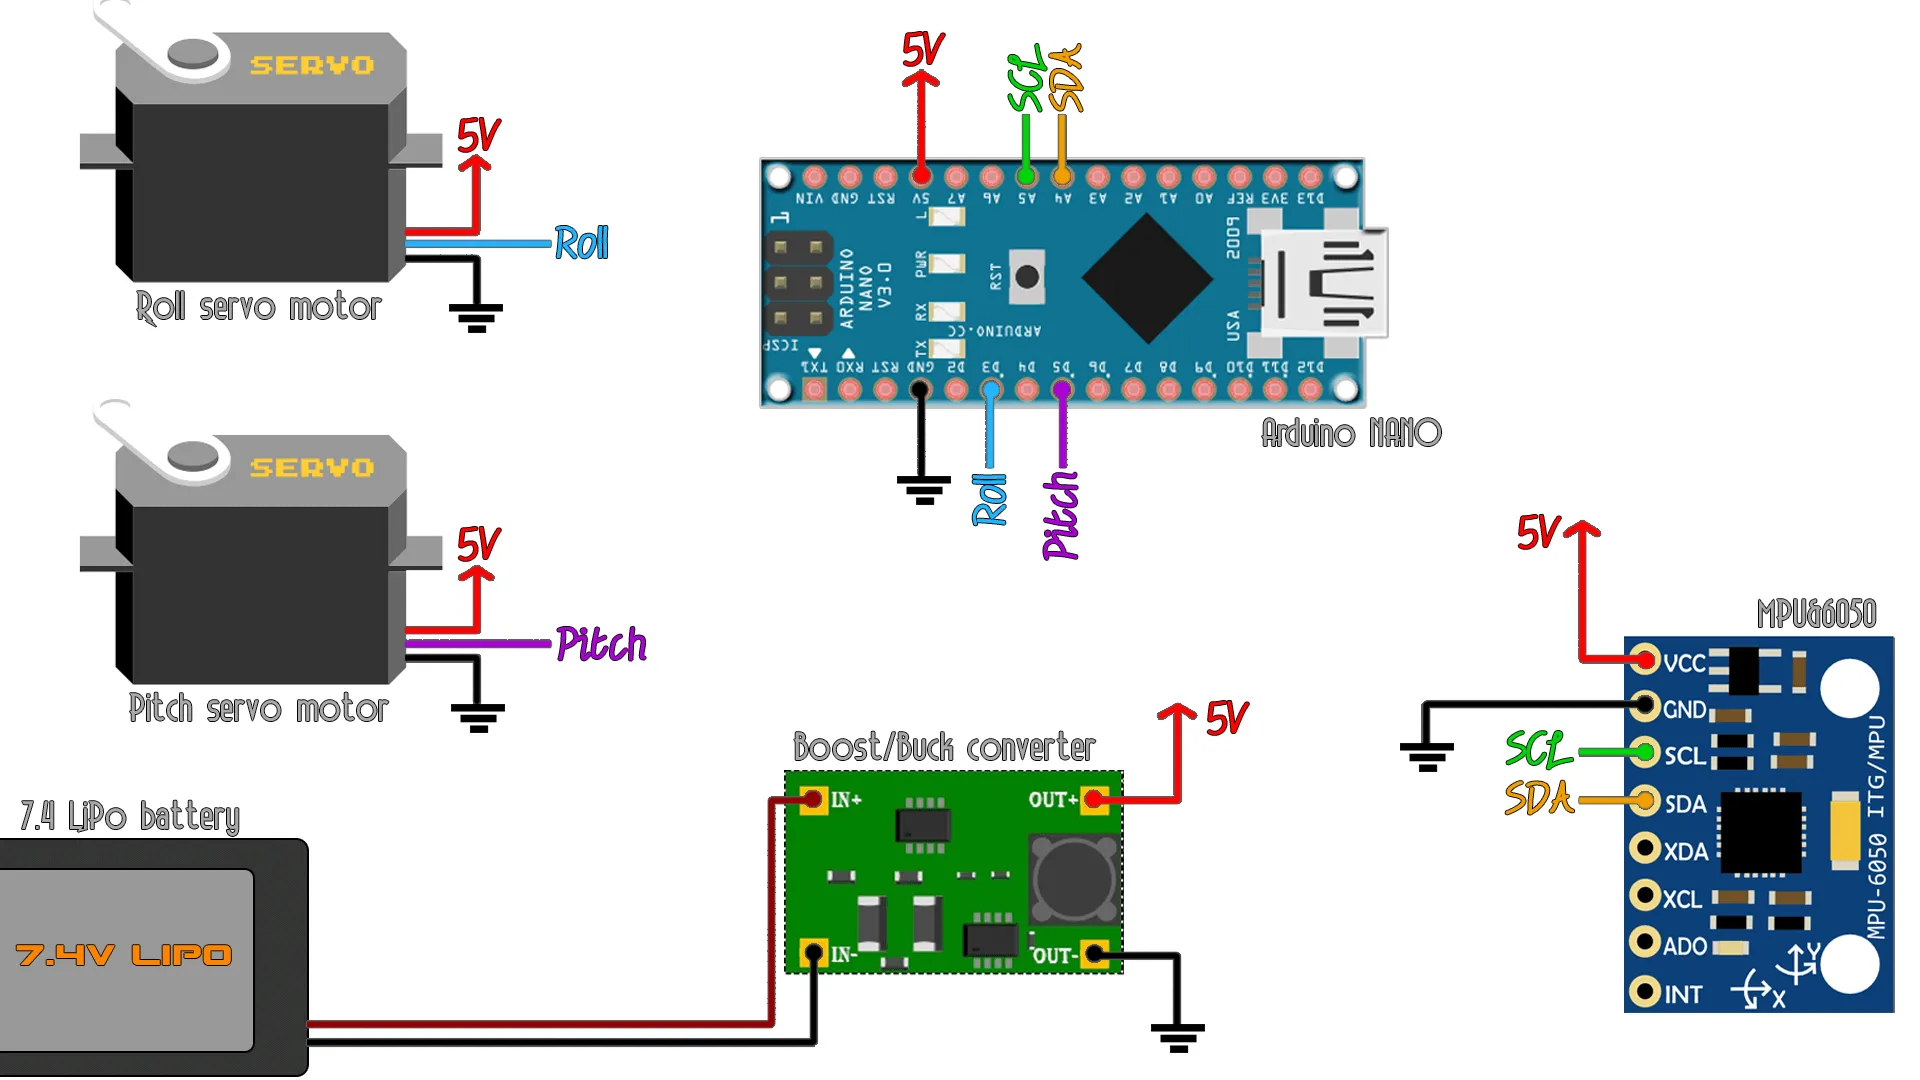 SERVO
5V
Roll
Roll servo motor
SERVO
5V
Pitch
Pitch servo motor
7.4 LiPo battery
7.4V LIPO
5V
SCL
SDA
VIN GND RST 5V A7 A6 A5 A4 A3 A2 A1 A0 REF 3V3 D13
1
L
PWR
RX
TX
RST
ARDUINO
NANO
V3.0
ARDUINO.CC
2009
USA
ICSP
TX1 RX0 RST GND D2 D3 D4 D5 D6 D7 D8 D9 D10 D11 D12
Roll
Pitch
Arduino NANO
Boost/Buck converter
IN+
OUT+
IN-
OUT-
5V
5V
MPU&6050
VCC
GND
SCL
SCL
SDA
SDA
XDA
XCL
ADO
INT
MPU-6050 ITG/MPU
Y
X